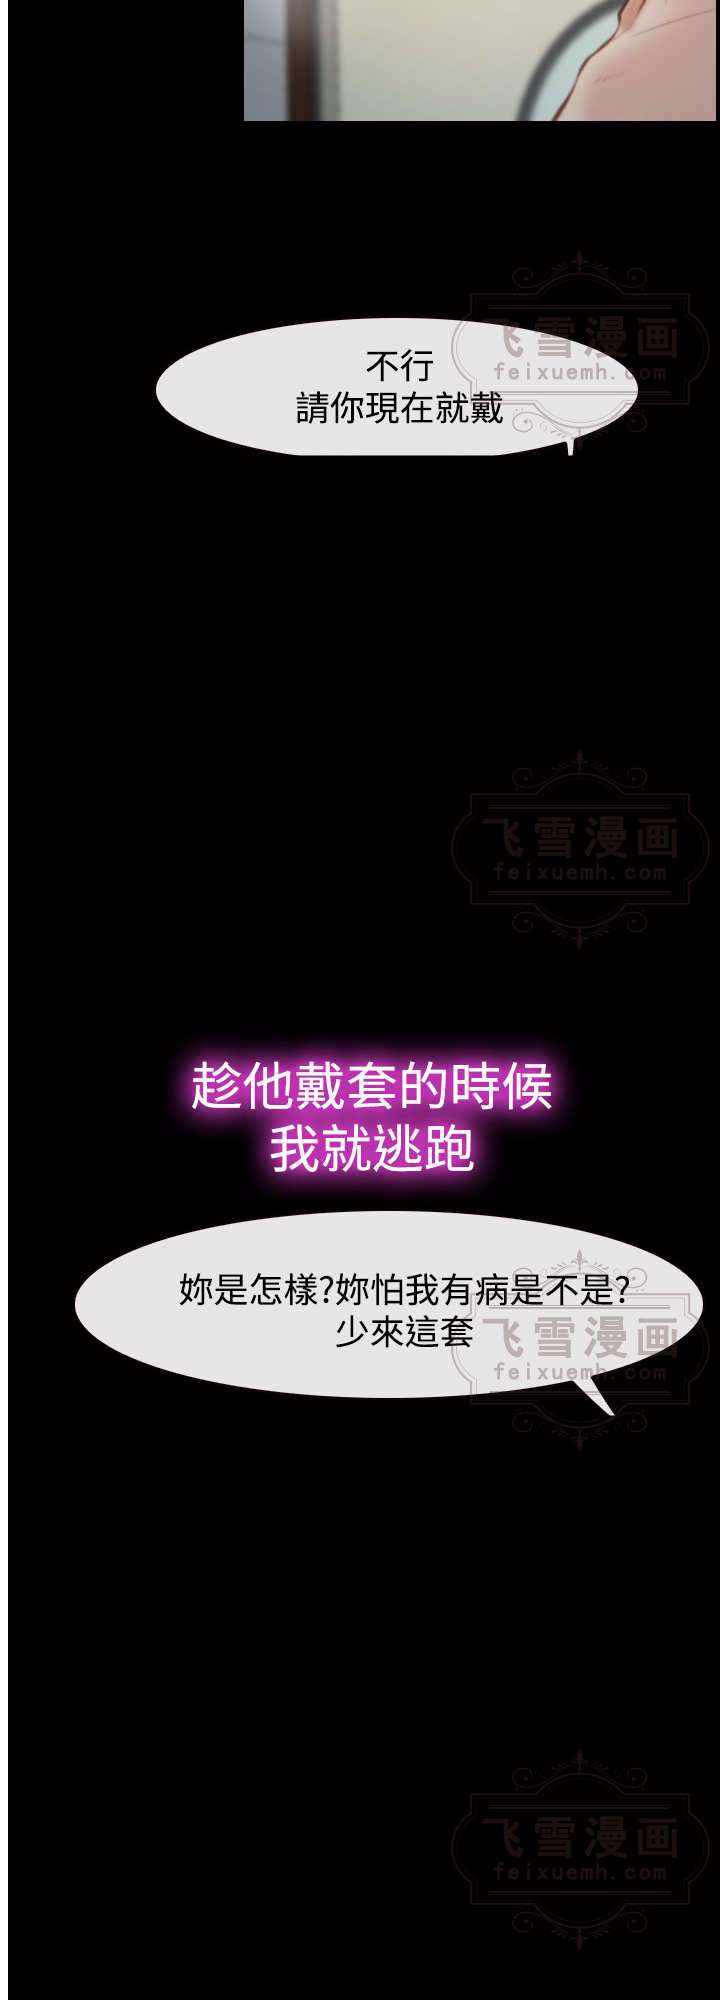 飞雪漫画
feixuemh.com
不行
請你現在就戴
飞雪漫画
feixuemh.com
趁他戴套的時候
我就逃跑
妳是怎樣?妳怕我有病是不是?
少來這套
飞雪漫画
feixuemh.com
飞雪漫画
feixuemh.com